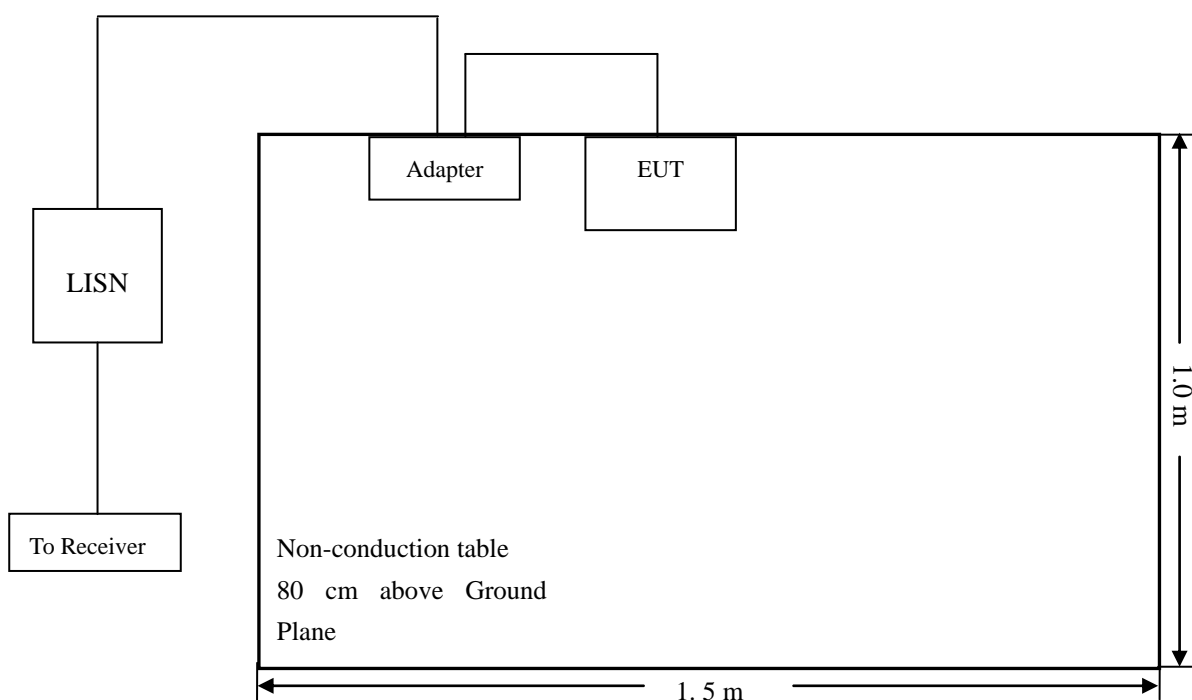 Adapter
EUT
LISN
To Receiver
Non-conduction table
80 cm above Ground
Plane
1.0 m
1. 5 m